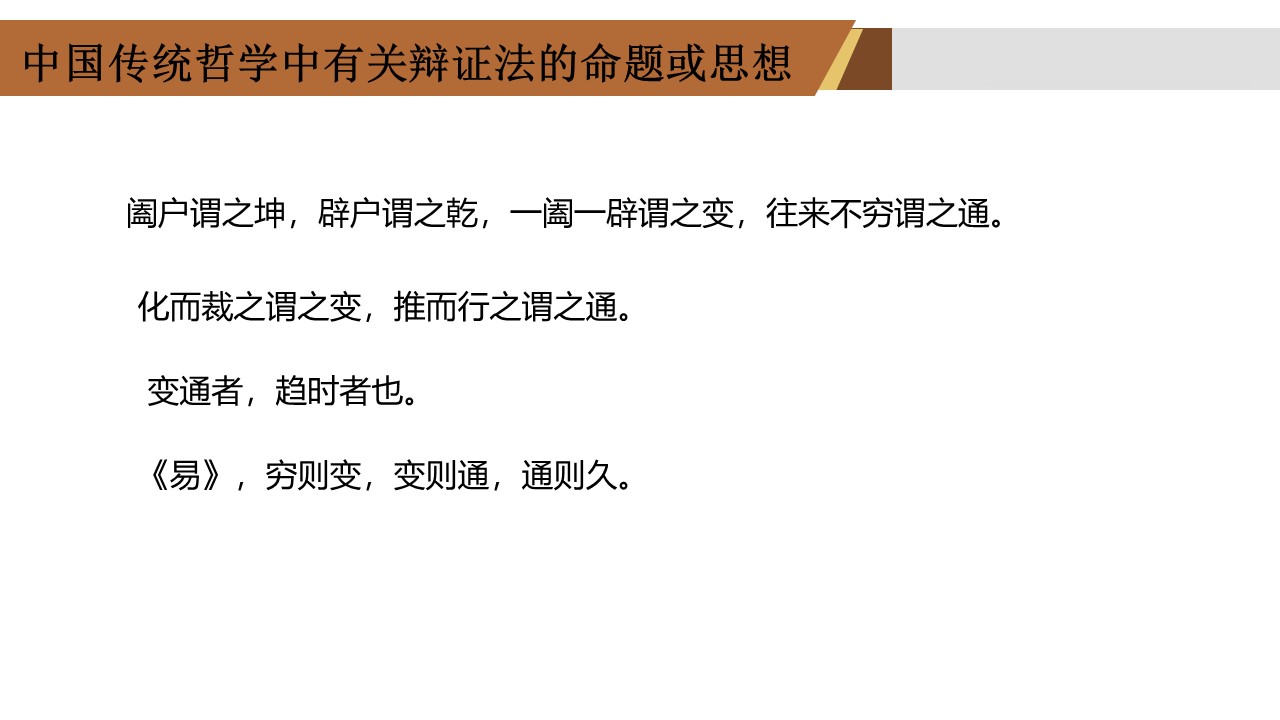 中国传统哲学中有关辩证法的命题或思想
阖户谓之坤，辟户谓之乾，一阖一辟谓之变，往来不穷谓之通。
化而裁之谓之变，推而行之谓之通。
变通者，趋时者也。
《易》，穷则变，变则通，通则久。